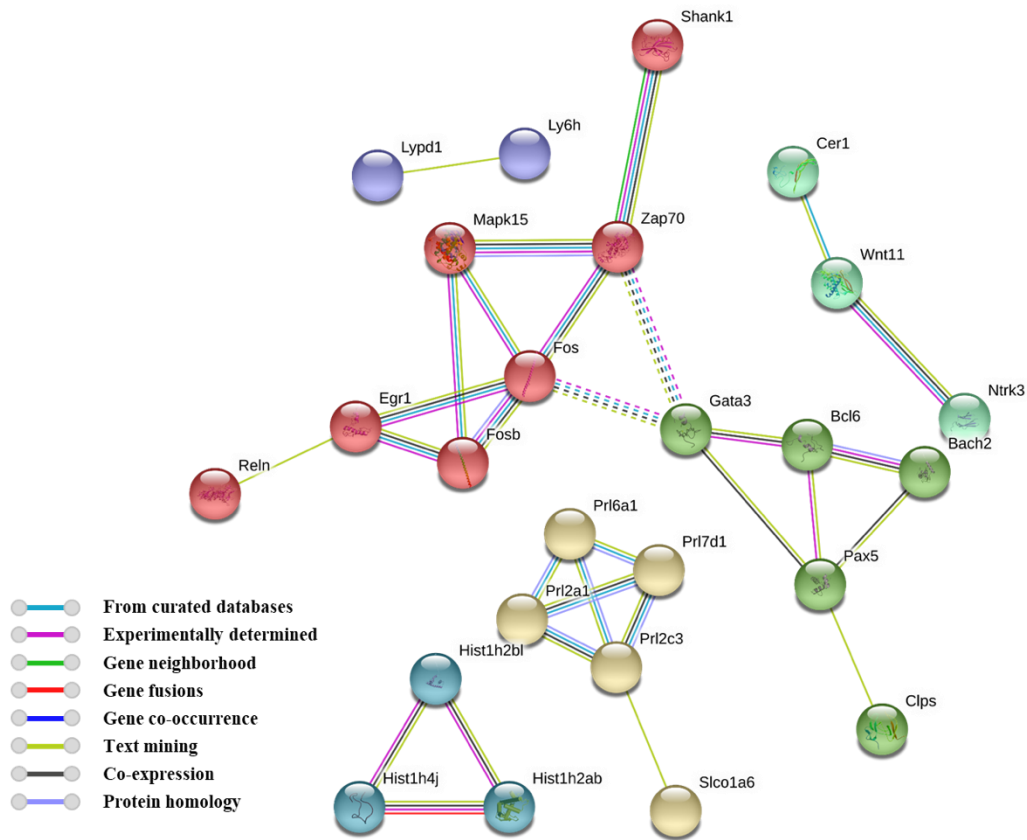 Shank1
Ly6h
Lypd1
Cer1
Mapk15
Zap70
Wnt11
Fos
Egr1
Gata3
Ntrk3
Bcl6
Fosb
Bach2
Reln
Prl6a1
Prl7d1
Pax5
Prl2a1
From curated databases
Experimentally determined
Hist1h2bl
Prl2c3
Gene neighborhood
Gene fusions
Clps
Gene co-occurrence
Text mining
Co-expression
Hist1h4j
Hist1h2ab
Slco1a6
Protein homology